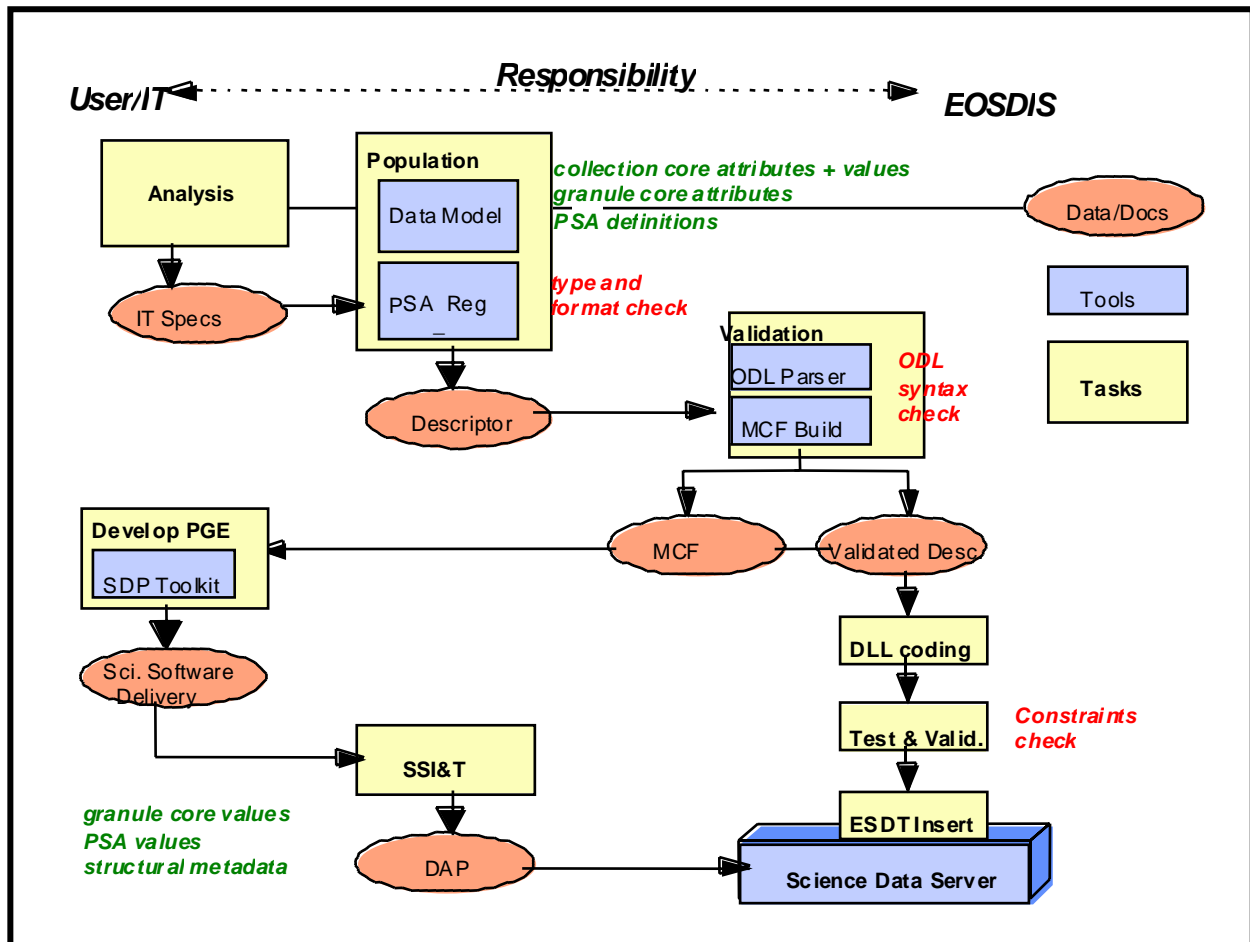 Responsibility
User/IT
EOSDIS
Analysis
Population
Data Model
PSA_Reg
collection core attributes + values
granule core attributes
PSA definitions
type and
format check
Data/Docs
Tools
Tasks
IT Specs
Descriptor
Validation
ODL Parser
MCF Build
ODL
syntax
check
Develop PGE
SDP Toolkit
MCF
Validated Desc.
DLL coding
Sci. Software
Delivery
Test & Valid.
Constraints
check
SSI&T
granule core values
PSA values
structural metadata
DAP
ESDT Insert
Science Data Server